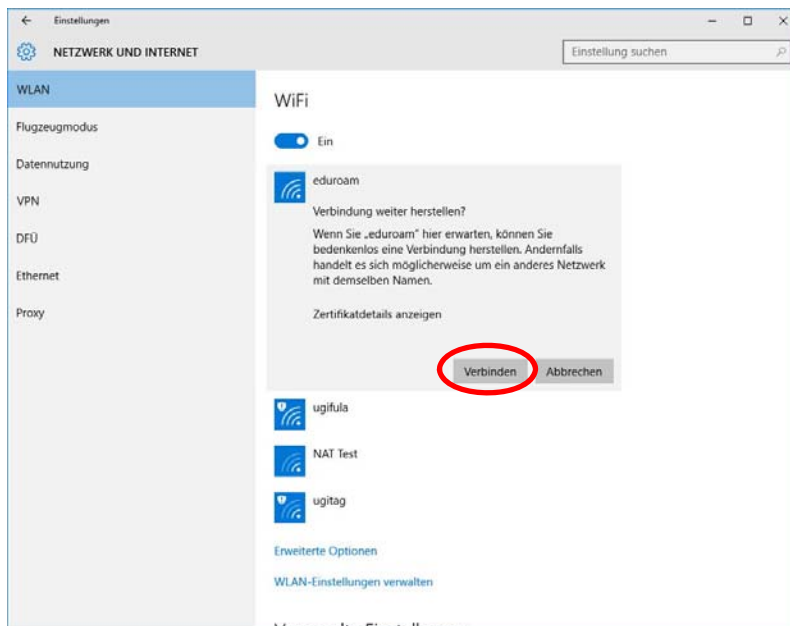 Einstellungen
NETZWERK UND INTERNET
Einstellung suchen
WLAN
Flugzeugmodus
Datennutzung
VPN
DFÜ
Ethernet
Proxy
WiFi
Ein
eduroam
Verbindung weiter herstellen?
Wenn Sie „eduroam“ hier erwarten, können Sie
bedenkenlos eine Verbindung herstellen. Andernfalls
handelt es sich möglicherweise um ein anderes Netzwerk
mit demselben Namen.
Zertifikatdetails anzeigen
Verbinden Abbrechen
ugifula
NAT Test
ugitag
Erweiterte Optionen
WLAN-Einstellungen verwalten